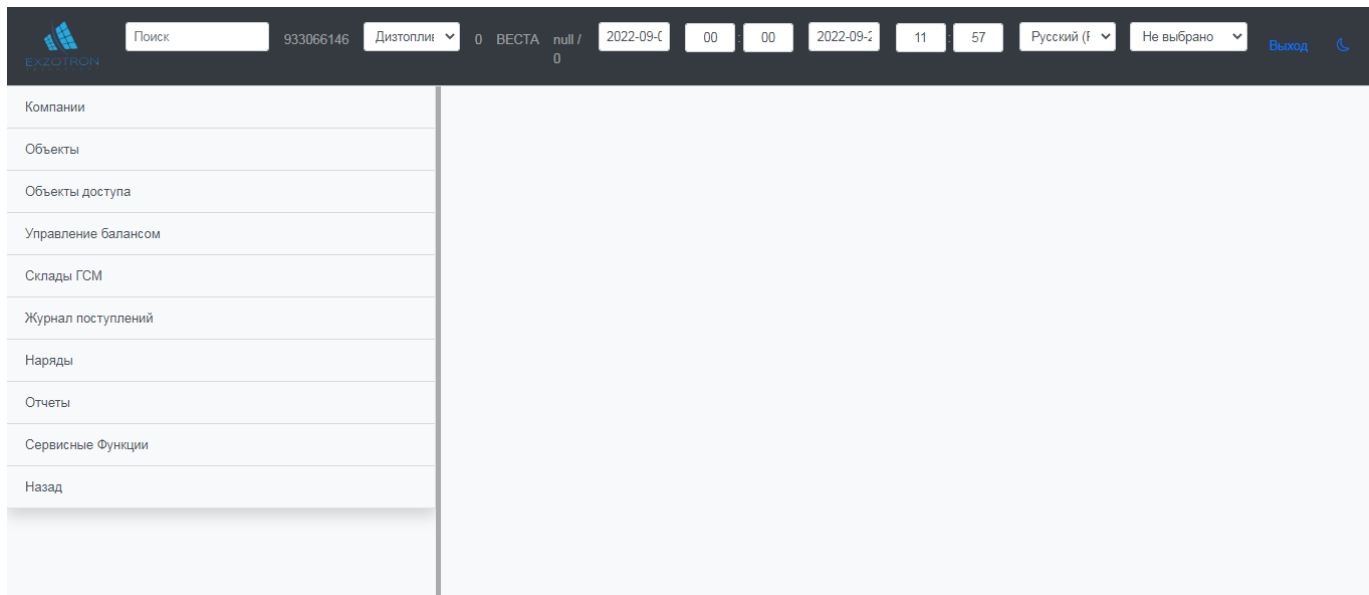 EXZOTRON
Поиск 933066146 Дизтопли 0 ВЕСТА null / 0 2022-09-0 00 : 00 2022-09-2 11 : 57 Русский (F Не выбрано Выход
Компании
Объекты
Объекты доступа
Управление балансом
Склады ГСМ
Журнал поступлений
Наряды
Отчеты
Сервисные Функции
Назад